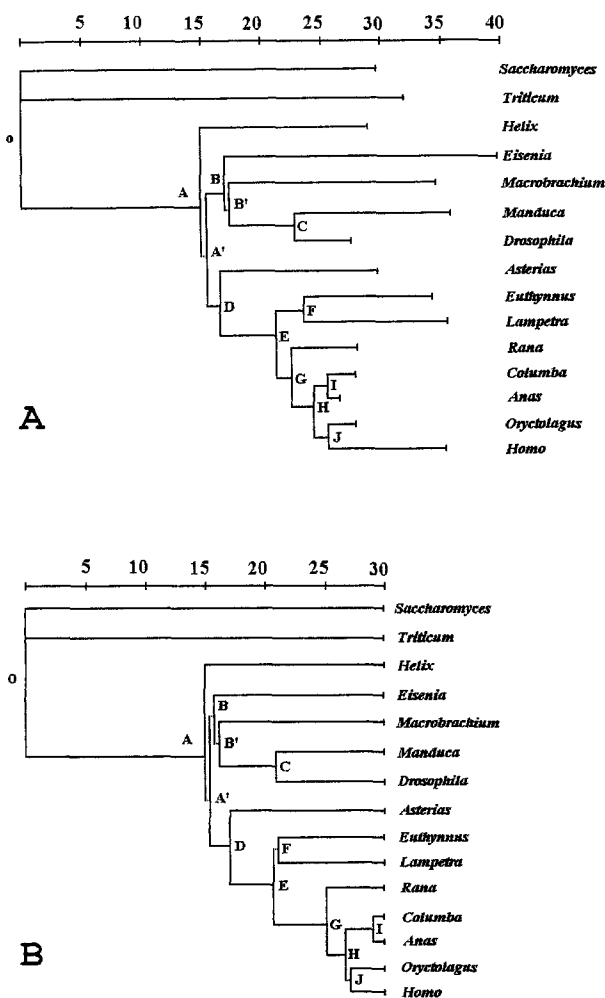 5 10 15 20 25 30 35 40
Saccharomyces
Triticum
o
Helix
Eisenia
B
Macrobrachium
A
B'
Manduca
C
Drosophila
A'
Asterias
Euthynnus
D
F
Lampetra
E
Rana
Columba
G
I
Anas
H
A
Oryctolagus
J
Homo
5 10 15 20 25 30
Saccharomyces
Triticum
Helix
o
Eisenia
B
Macrobrachium
A
B'
Manduca
C
Drosophila
A'
Asterias
Euthynnus
D
F
Lampetra
E
Rana
Columba
G
I
Anas
B
H
Oryctolagus
J
Homo